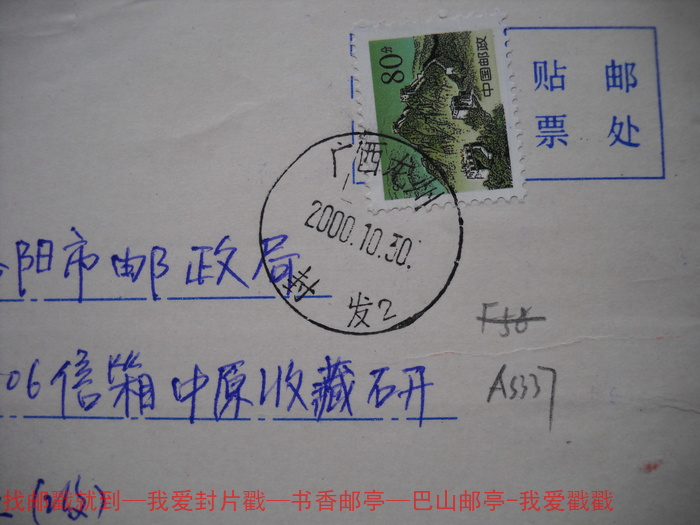 80分
中国邮政
贴 邮
票 处
广西龙州
2000.10.30.
发2
阳市邮政局
06信箱中原收藏研
F58
AS337
(收)
找邮戳就到—我爱封片戳—书香邮亭—巴山邮亭-我爱戳戳